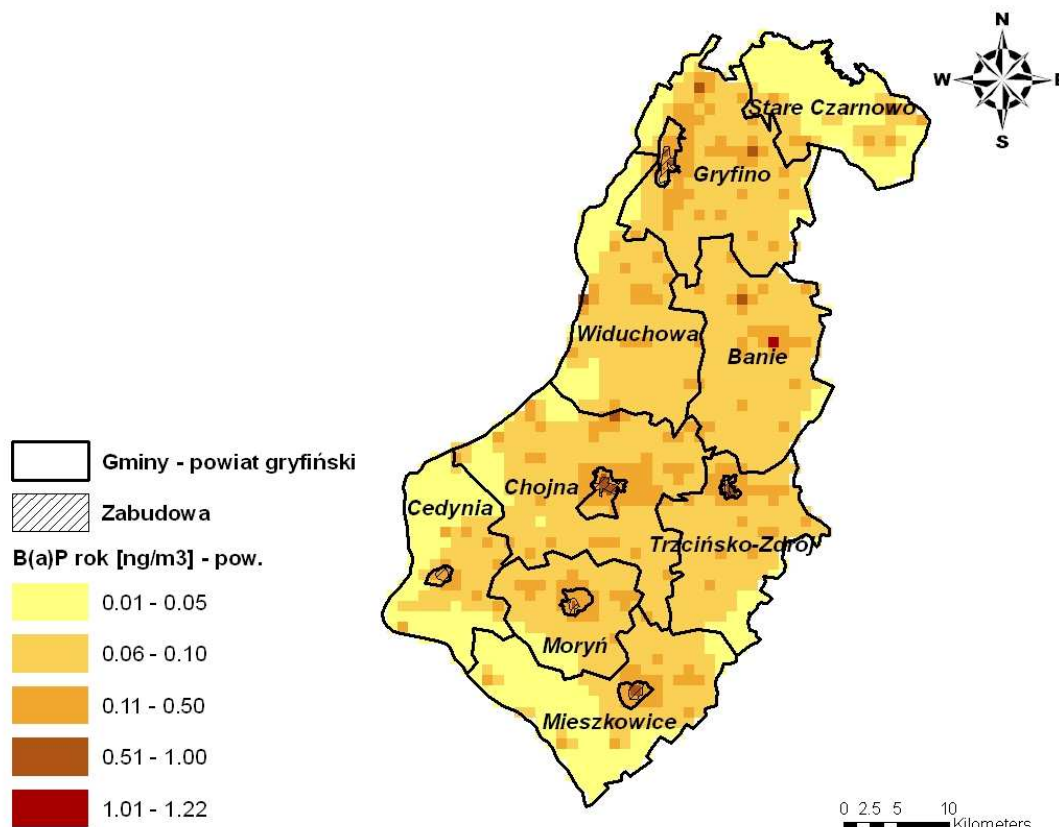 N
W
E
S
Stare Czarnowo
Gryfino
Widuchowa
Banie
Chojna
Cedynia
Trzcińsko-Zdrój
Moryń
Mieszkowice
Gminy - powiat gryfiński
Zabudowa
B(a)P rok [ng/m3] - pow.
0.01 - 0.05
0.06 - 0.10
0.11 - 0.50
0.51 - 1.00
1.01 - 1.22
0 2.5 5 10
Kilometers